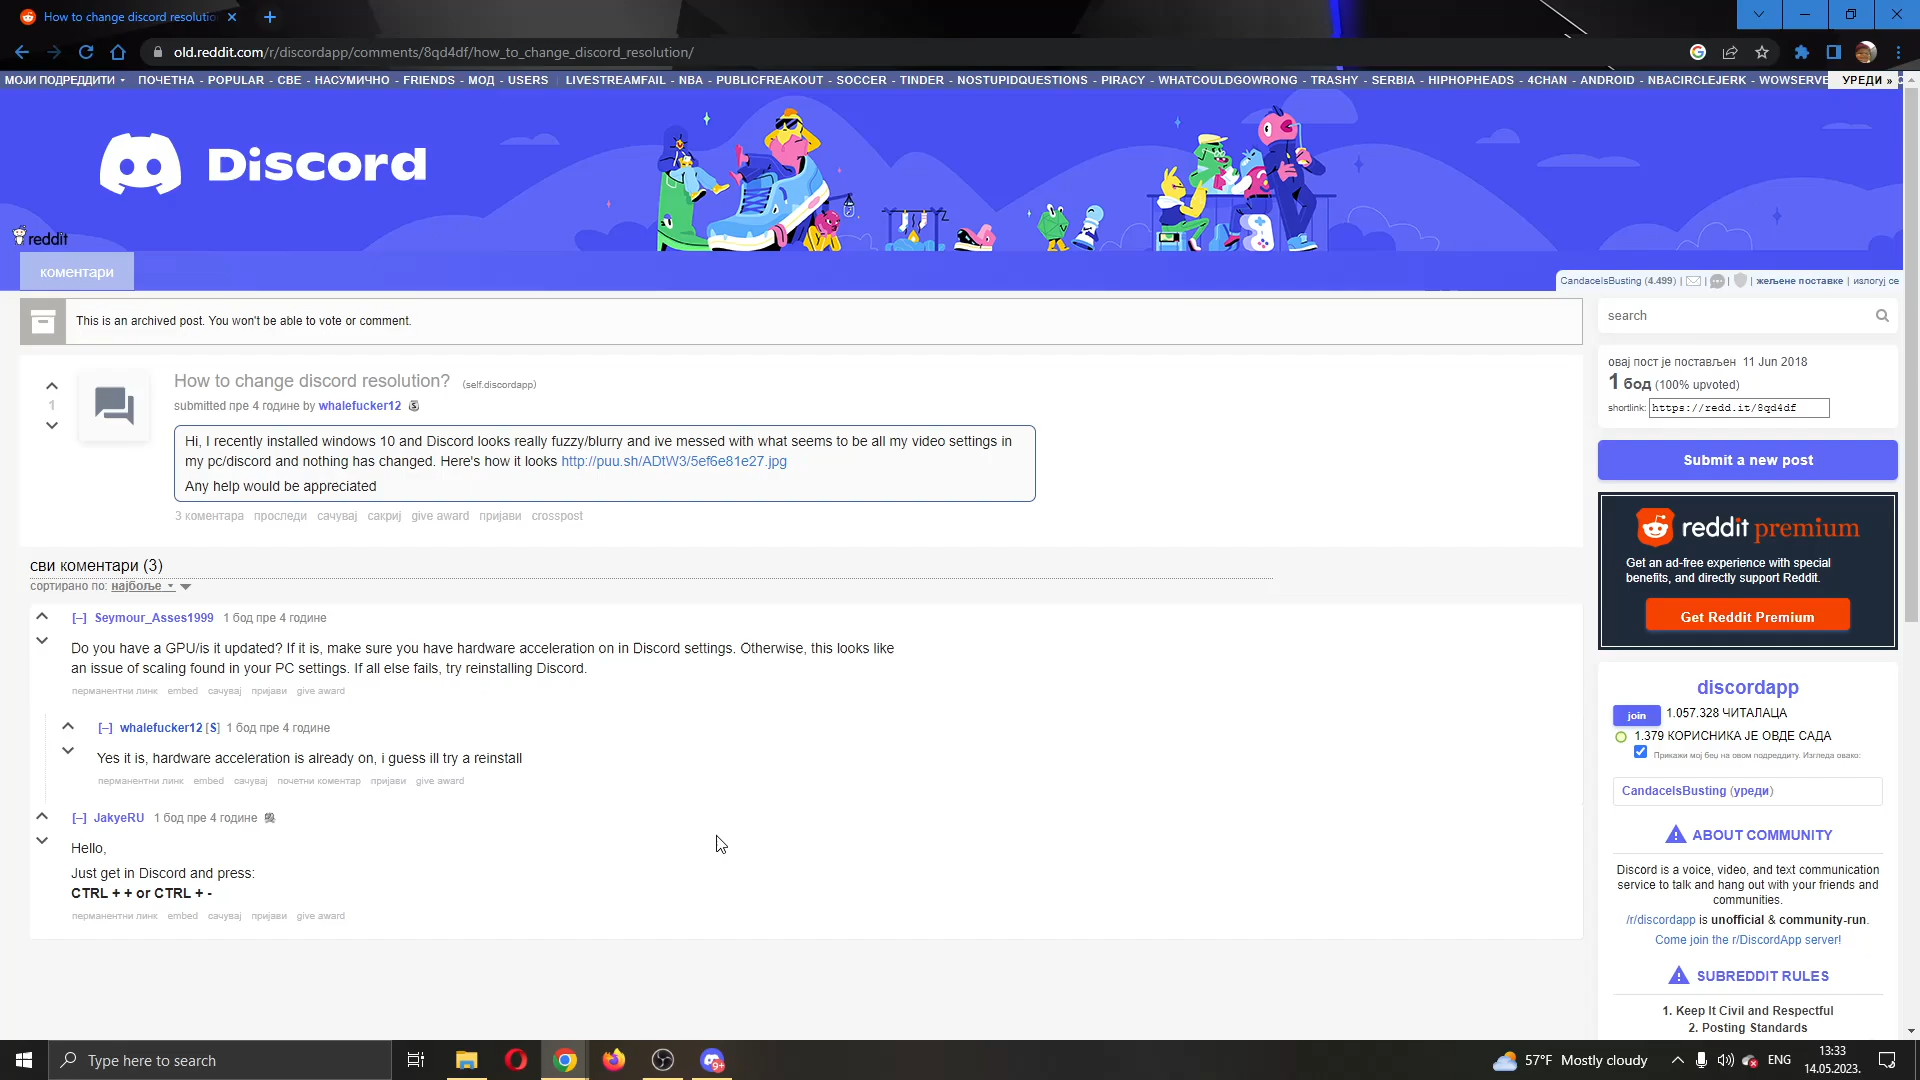 How to change discord resolutio
old.reddit.com/r/discordapp/comments/8qd4df/how_to_change_discord_resolution/
МОЈИ ПОДРЕДДИТИ ПОЧЕТНА - POPULAR - СВЕ - НАСУМИЧНО - FRIENDS - МОД - USERS | LIVESTREAMFAIL - NBA - PUBLICFREAKOUT - SOCCER - TINDER - NOSTUPIDQUESTIONS - PIRACY - WHATCOULDGOWRONG - TRASHY - SERBIA - HIPHOPHEADS - 4CHAN - ANDROID - NBACIRCLEJERK - WOWSERVE УРЕДИ »
Discord
reddit
коментари
CandaceIsBusting (4.499) | | | | жељене поставке | излогуј се
This is an archived post. You won't be able to vote or comment.
search
How to change discord resolution? (self.discordapp)
1
submitted пре 4 године by whalefucker12
Hi, I recently installed windows 10 and Discord looks really fuzzy/blurry and ive messed with what seems to be all my video settings in
my pc/discord and nothing has changed. Here's how it looks http://puu.sh/ADtW3/5ef6e81e27.jpg
Any help would be appreciated
3 коментара проследи сачувај сакриј give award пријави crosspost
овај пост је постављен 11 Jun 2018
1 бод (100% upvoted)
shortlink: https://redd.it/8qd4df
Submit a new post
reddit premium
Get an ad-free experience with special
benefits, and directly support Reddit.
Get Reddit Premium
сви коментари (3)
сортирано по: најбоље
[–] Seymour_Asses1999 1 бод пре 4 године
Do you have a GPU/is it updated? If it is, make sure you have hardware acceleration on in Discord settings. Otherwise, this looks like
an issue of scaling found in your PC settings. If all else fails, try reinstalling Discord.
перманентни линк embed сачувај пријави give award
[–] whalefucker12 [S] 1 бод пре 4 године
Yes it is, hardware acceleration is already on, i guess ill try a reinstall
перманентни линк embed сачувај почетни коментар пријави give award
[–] JakyeRU 1 бод пре 4 године
Hello,
Just get in Discord and press:
CTRL + + or CTRL + -
перманентни линк embed сачувај пријави give award
discordapp
join 1.057.328 ЧИТАЛАЦА
1.379 КОРИСНИКА ЈЕ ОВДЕ САДА
Прикажи мој беџ на овом подреддиту. Изгледа овако:
CandaceIsBusting (уреди)
ABOUT COMMUNITY
Discord is a voice, video, and text communication
service to talk and hang out with your friends and
communities.
/r/discordapp is unofficial & community-run.
Come join the r/DiscordApp server!
SUBREDDIT RULES
1. Keep It Civil and Respectful
2. Posting Standards
Type here to search
9+
57°F Mostly cloudy
ENG
13:33
14.05.2023.